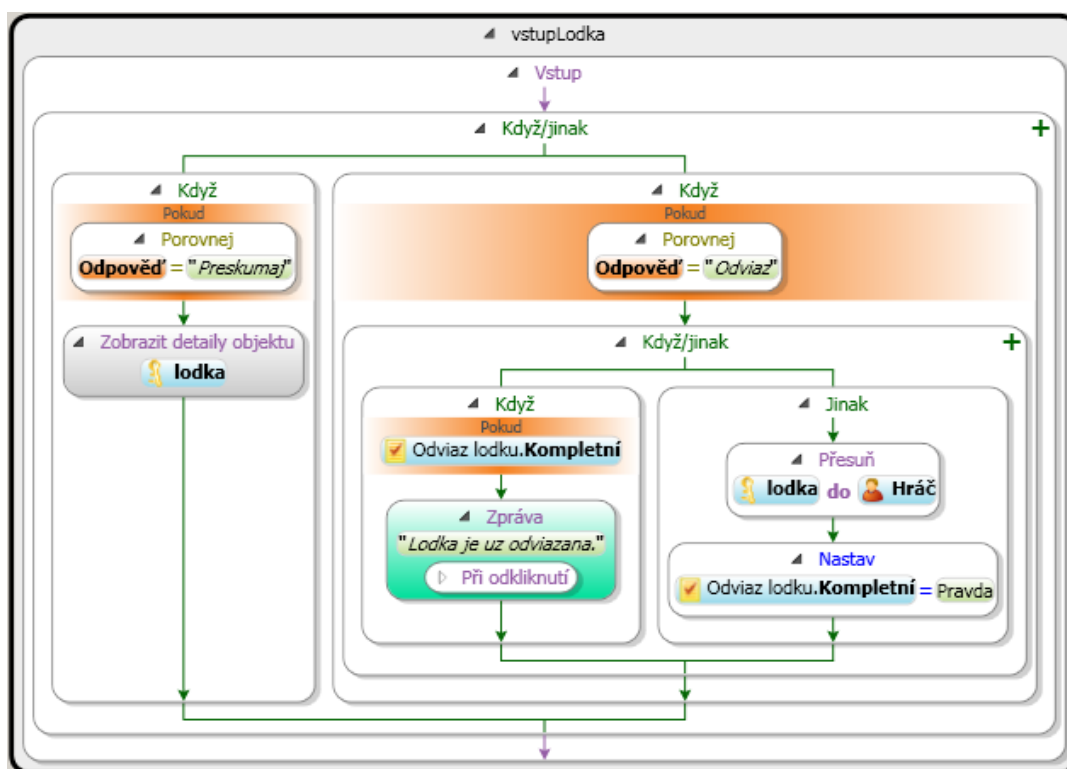 vstupLodka
Vstup
Když/jinak
Když
Pokud
Porovnej
Odpověď = "Preskumaj"
Zobrazit detaily objektu
lodka
Když
Pokud
Porovnej
Odpověď = "Odviaz"
Když/jinak
Když
Pokud
Odviaz lodku.Kompletní
Zpráva
"Lodka je uz odviazana."
Při odkliknutí
Jinak
Přesuň
lodka do Hráč
Nastav
Odviaz lodku.Kompletní = Pravda